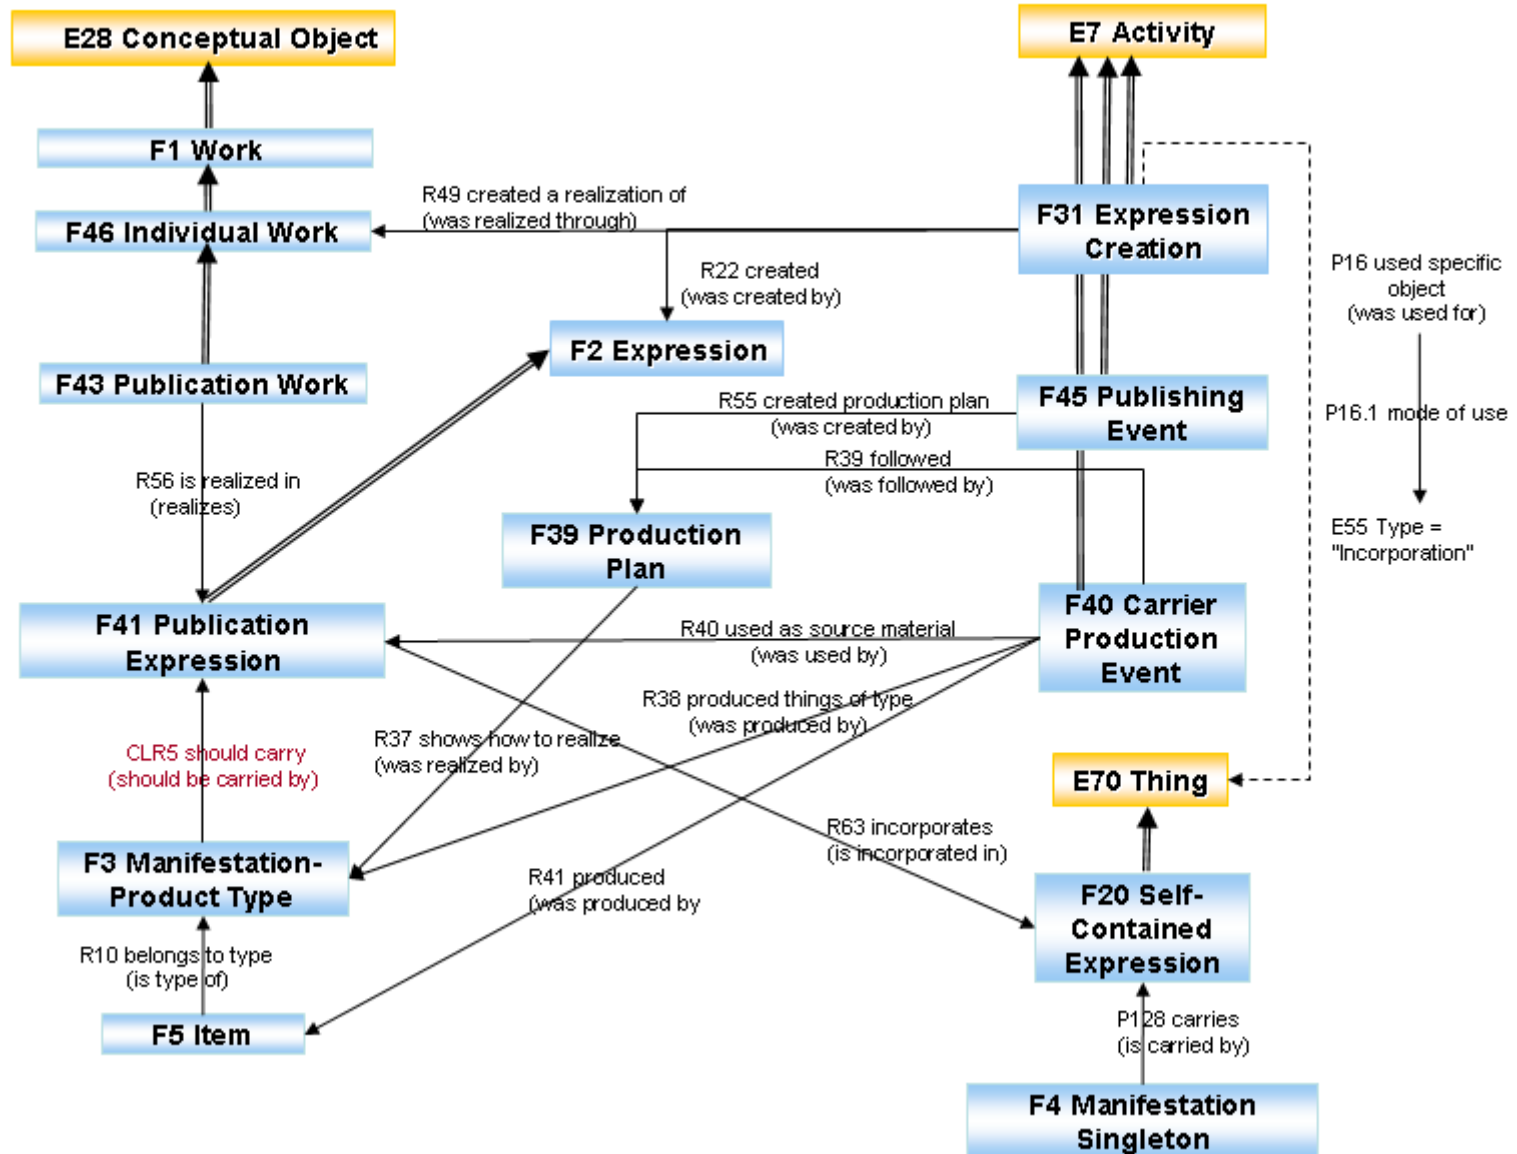 E28 Conceptual Object
E7 Activity
F1 Work
R49 created a realization of
(was realized through)
F31 Expression
Creation
F46 Individual Work
R22 created
(was created by)
P16 used specific
object
(was used for)
F2 Expression
F43 Publication Work
R55 created production plan
(was created by)
F45 Publishing
Event
P16.1 mode of use
R39 followed
(was followed by)
R56 is realized in
(realizes)
F39 Production
Plan
E55 Type =
"Incorporation"
F41 Publication
Expression
R40 used as source material
(was used by)
F40 Carrier
Production
Event
R38 produced things of type
(was produced by)
R37 shows how to realize
(was realized by)
CLR5 should carry
(should be carried by)
E70 Thing
R63 incorporates
(is incorporated in)
F3 Manifestation-
Product Type
R41 produced
(was produced by
F20 Self-
Contained
Expression
R10 belongs to type
(is type of)
F5 Item
P128 carries
(is carried by)
F4 Manifestation
Singleton